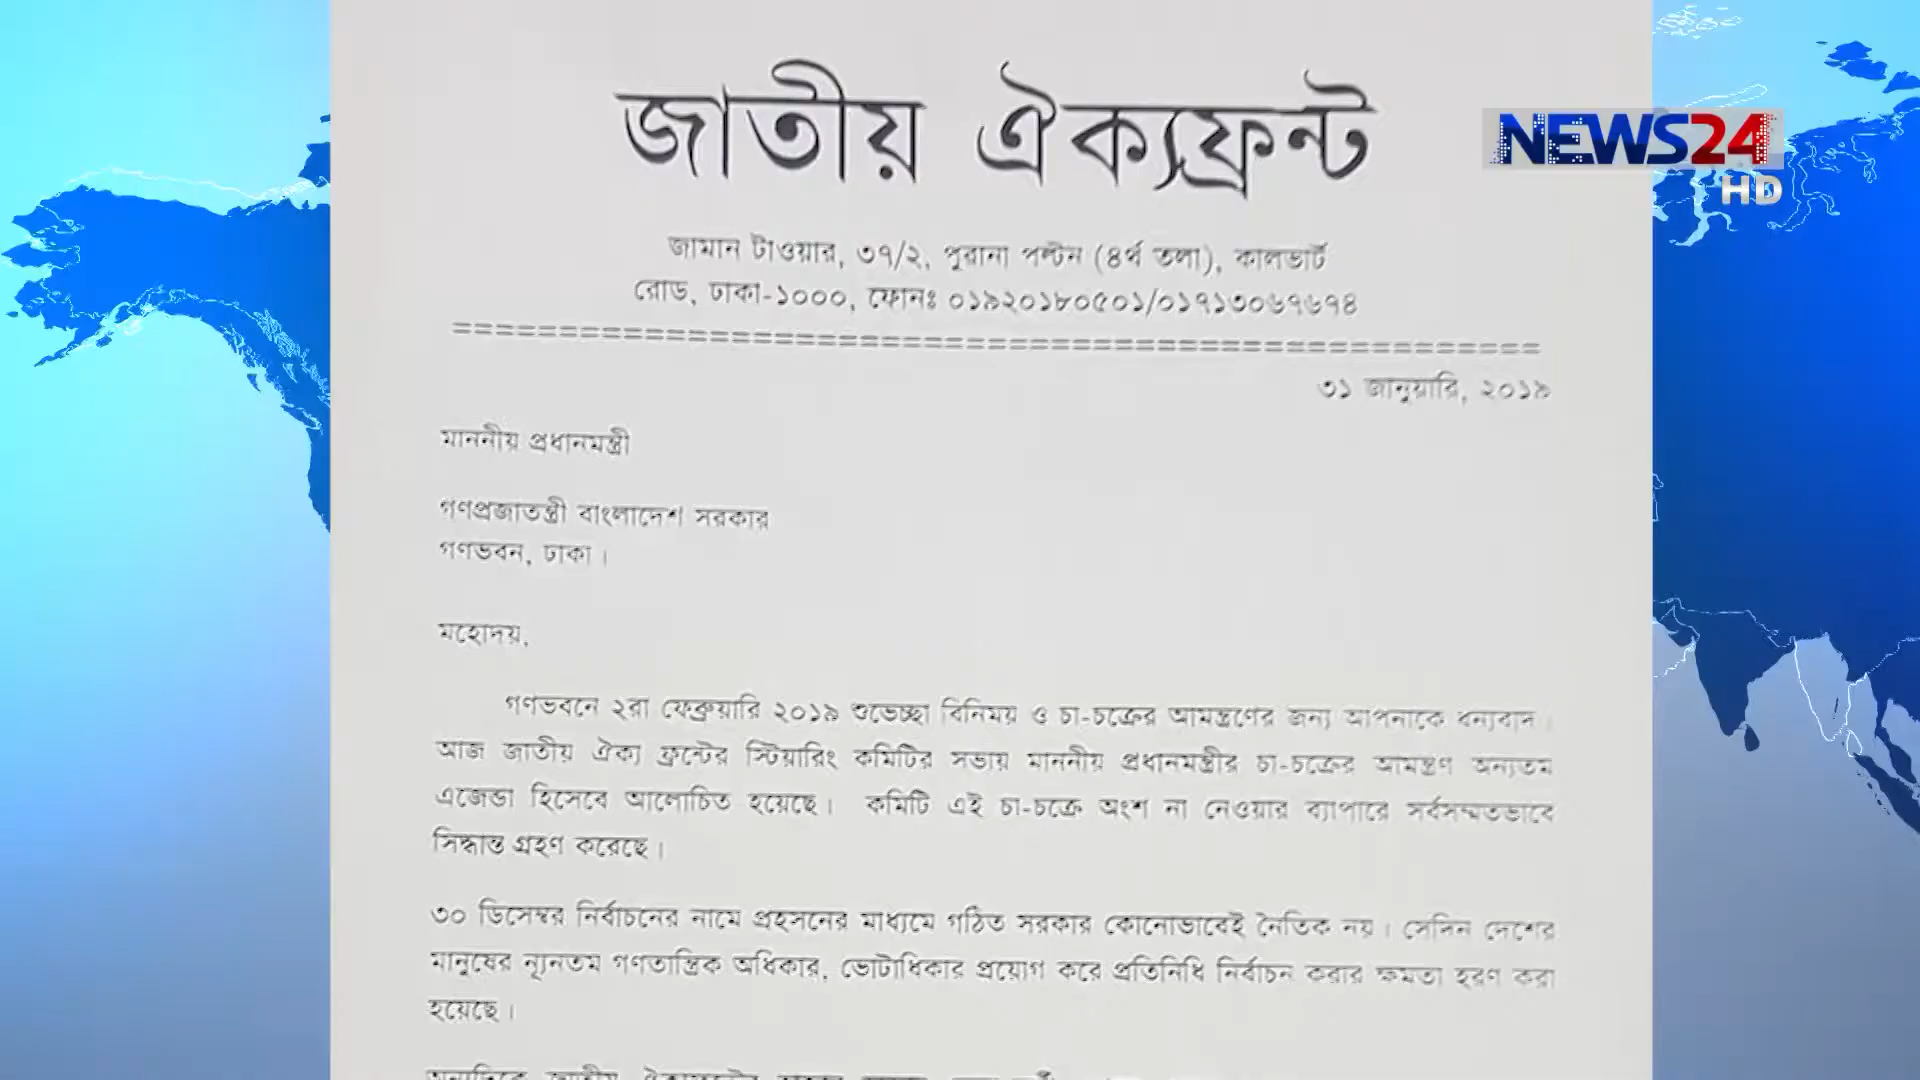 জাতীয় ঐক্যফ্রন্ট
NEWS24
HD
জামান টাওয়ার, ৩৭/২, পুরানা পল্টন (৪র্থ তলা), কালভার্ট
রোড, ঢাকা-১০০০, ফোনঃ ০১৯২০১৮০৫০১/০১৭১৩০৬৭৬৭৪
৩১ জানুয়ারি, ২০১৯
মাননীয় প্রধানমন্ত্রী
গণপ্রজাতন্ত্রী বাংলাদেশ সরকার
গণভবন, ঢাকা।
মহোদয়,
গণভবনে ২রা ফেব্রুয়ারি ২০১৯ শুভেচ্ছা বিনিময় ও চা-চক্রের আমন্ত্রণের জন্য আপনাকে ধন্যবাদ।
আজ জাতীয় ঐক্য ফ্রন্টের স্টিয়ারিং কমিটির সভায় মাননীয় প্রধানমন্ত্রীর চা-চক্রের আমন্ত্রণ অন্যতম
এজেন্ডা হিসেবে আলোচিত হয়েছে। কমিটি এই চা-চক্রে অংশ না নেওয়ার ব্যাপারে সর্বসম্মতভাবে
সিদ্ধান্ত গ্রহণ করেছে।
৩০ ডিসেম্বর নির্বাচনের নামে প্রহসনের মাধ্যমে গঠিত সরকার কোনোভাবেই নৈতিক নয়। সেদিন দেশের
মানুষের ন্যূনতম গণতান্ত্রিক অধিকার, ভোটাধিকার প্রয়োগ করে প্রতিনিধি নির্বাচন করার ক্ষমতা হরণ করা
হয়েছে।